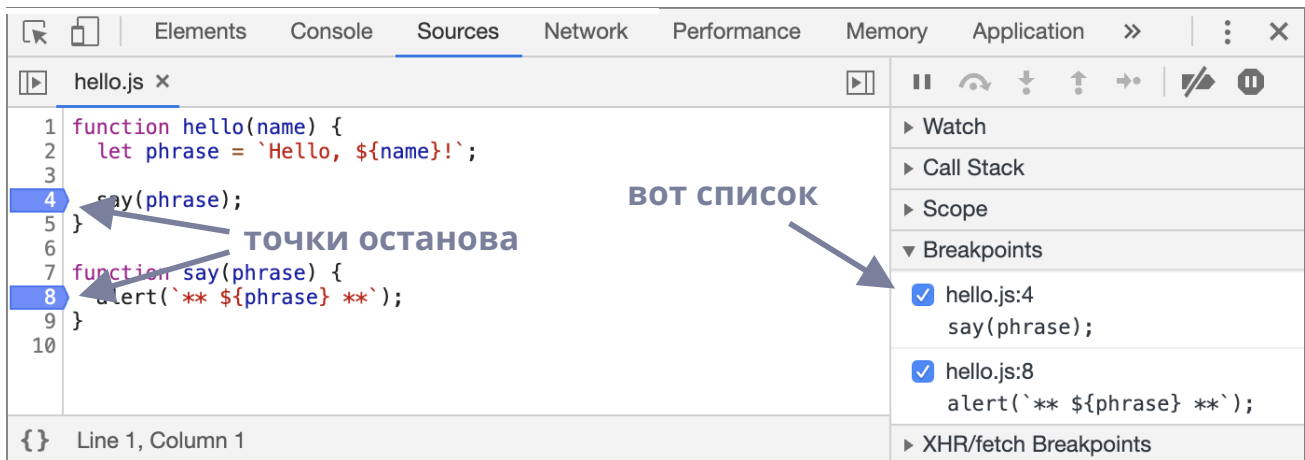 Elements Console Sources Network Performance Memory Application »
hello.js ×
1 function hello(name) {
2   let phrase = `Hello, ${name}!`;
3
4   say(phrase);
5 }
6
7 function say(phrase) {
8   alert(`** ${phrase} **`);
9 }
10
точки останова
вот список
{} Line 1, Column 1
Watch
Call Stack
Scope
Breakpoints
hello.js:4
say(phrase);
hello.js:8
alert(`** ${phrase} **`);
XHR/fetch Breakpoints